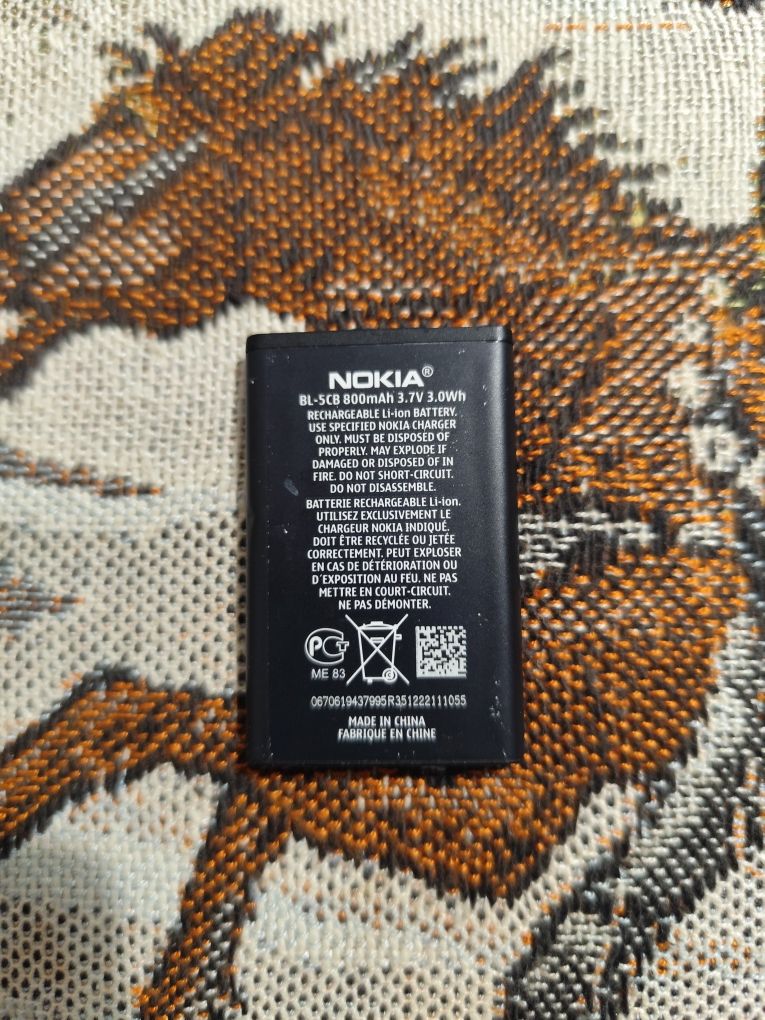 NOKIA®
BL-5CB 800mAh 3.7V 3.0Wh
RECHARGEABLE Li-ion BATTERY.
USE SPECIFIED NOKIA CHARGER
ONLY. MUST BE DISPOSED OF
PROPERLY. MAY EXPLODE IF
DAMAGED OR DISPOSED OF IN
FIRE. DO NOT SHORT-CIRCUIT.
DO NOT DISASSEMBLE.
BATTERIE RECHARGEABLE Li-ion.
UTILISEZ EXCLUSIVEMENT LE
CHARGEUR NOKIA INDIQUÉ.
DOIT ÊTRE RECYCLÉE OU JETÉE
CORRECTEMENT. PEUT EXPLOSER
EN CAS DE DÉTÉRIORATION OU
D'EXPOSITION AU FEU. NE PAS
METTRE EN COURT-CIRCUIT.
NE PAS DÉMONTER.
ME 83
0670619437995R351222111055
MADE IN CHINA
FABRIQUE EN CHINE